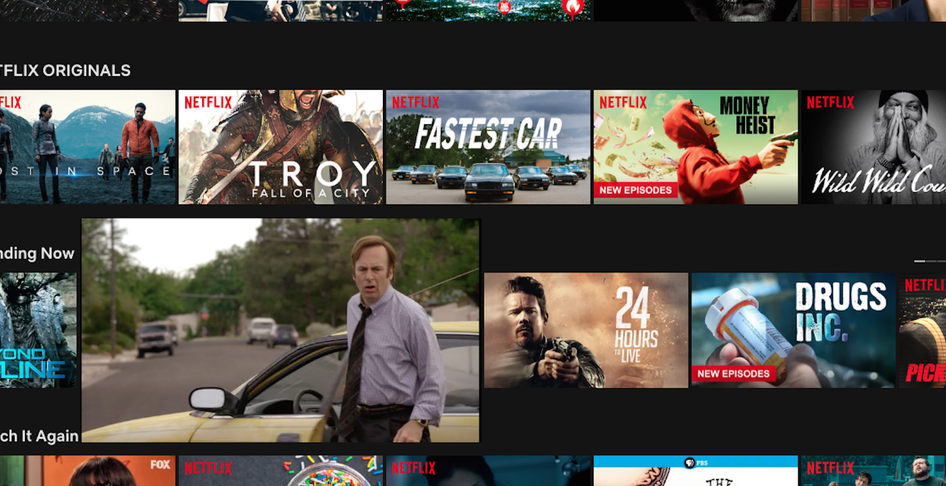 TFLIX ORIGINALS
FLIX
OST IN SPACE
NETFLIX
TROY
FALL OF A CITY
NETFLIX
FASTEST CAR
NETFLIX
MONEY
HEIST
NEW EPISODES
NETFLIX
Wild Wild Cou
nding Now
YOND
LINE
24
HOURS
TO LIVE
DRUGS
INC.
NEW EPISODES
NETFLI
PICK
ch It Again
FOX
NETFLIX
NETFLIX
PBS
THE
NETFLIX